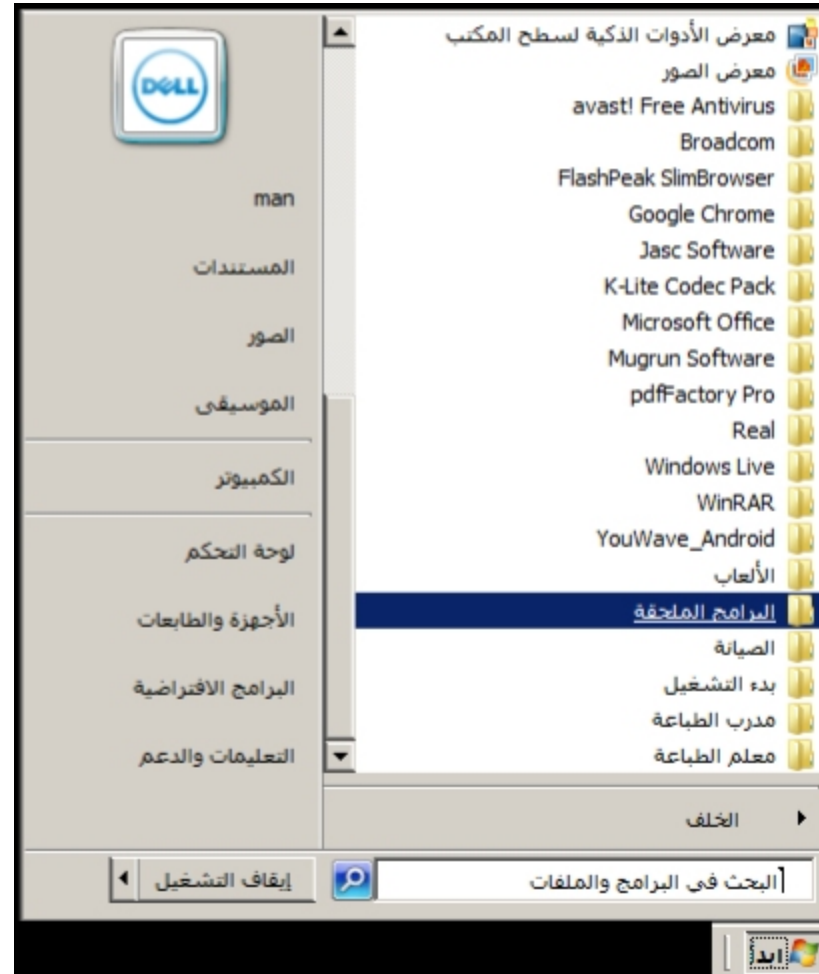 معرض الأدوات الذكية لسطح المكتب
معرض الصور
avast! Free Antivirus
Broadcom
FlashPeak SlimBrowser
Google Chrome
Jasc Software
K-Lite Codec Pack
Microsoft Office
Mugrun Software
pdfFactory Pro
Real
Windows Live
WinRAR
YouWave_Android
الألعاب
البرامج الملحقة
الصيانة
بدء التشغيل
مدرب الطباعة
معلم الطباعة
الخلف
البحث في البرامج والملفات
DELL
man
المستندات
الصور
الموسيقى
الكمبيوتر
لوحة التحكم
الأجهزة والطابعات
البرامج الافتراضية
التعليمات والدعم
إيقاف التشغيل
ابد